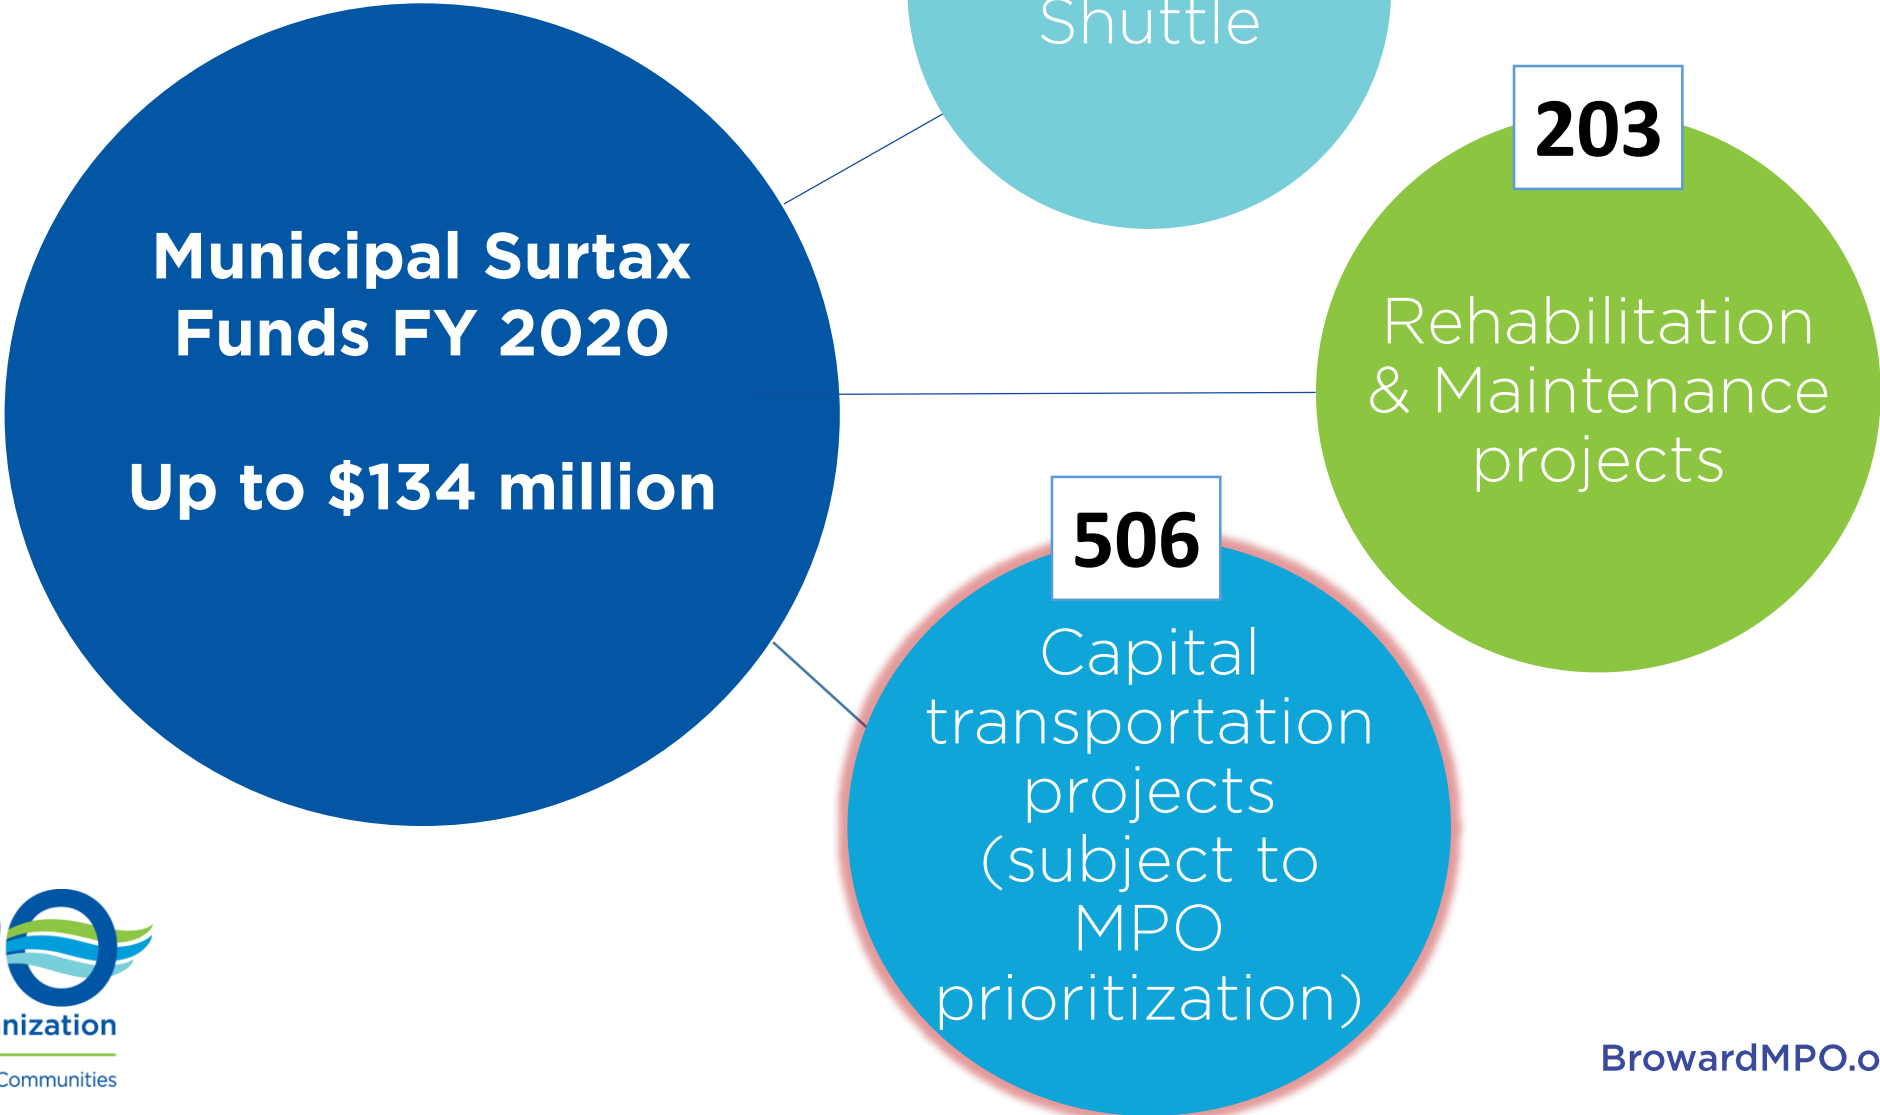 Shuttle
203
Municipal Surtax
Funds FY 2020
Up to $134 million
Rehabilitation
& Maintenance
projects
506
Capital
transportation
projects
(subject to
MPO
prioritization)
nization
Communities
BrowardMPO.o